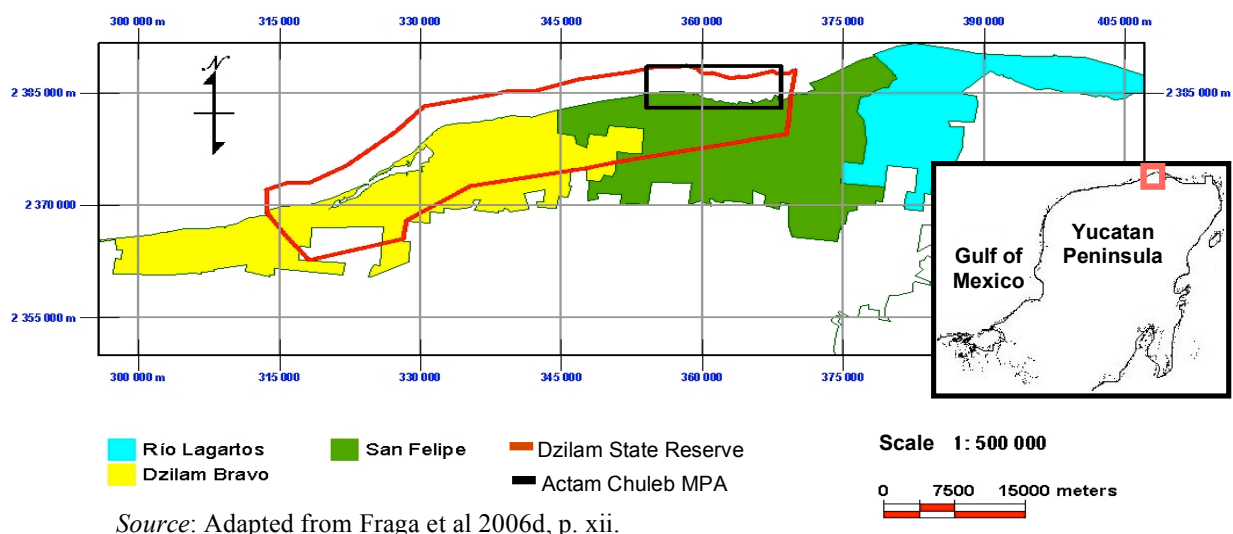 300 000 m 315 000 330 000 345 000 360 000 375 000 390 000 405 000 m
N
2 385 000 m 2 385 000 m
2 370 000 m
2 355 000 m
300 000 m 315 000 330 000 345 000 360 000 375 000
Gulf of
Mexico
Yucatan
Peninsula
Río Lagartos
Dzilam Bravo
San Felipe
Dzilam State Reserve
Actam Chuleb MPA
Scale 1: 500 000
0 7500 15000 meters
Source: Adapted from Fraga et al 2006d, p. xii.